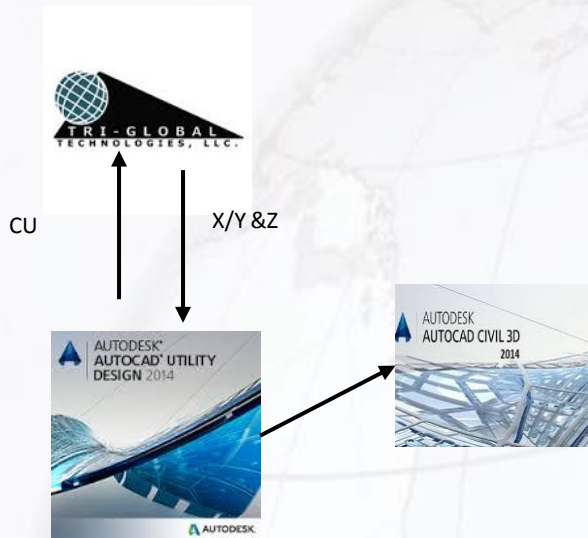 TRI-GLOBAL
TECHNOLOGIES, LLC.
CU
X/Y &Z
AUTODESK®
AUTOCAD® UTILITY
DESIGN 2014
AUTODESK
AUTOCAD CIVIL 3D
2014
AUTODESK.